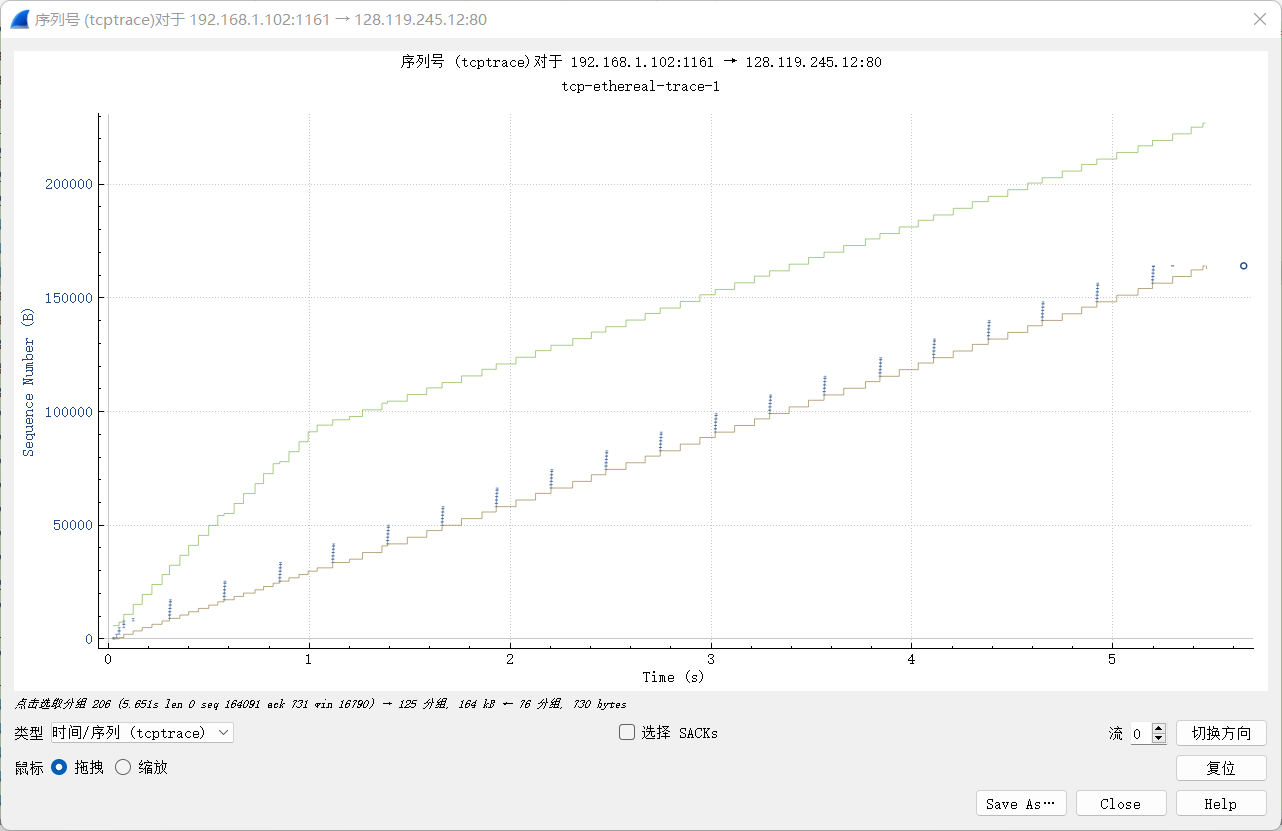 序列号 (tcptrace)对于 192.168.1.102:1161 → 128.119.245.12:80
序列号 (tcptrace)对于 192.168.1.102:1161 → 128.119.245.12:80
tcp-ethereal-trace-1
Sequence Number (B)
200000
150000
100000
50000
0
0 1 2 3 4 5
Time (s)
点击选取分组 206 (5.651s len 0 seq 164091 ack 731 win 16790) → 125 分组, 164 kB ← 76 分组, 730 bytes
类型 时间/序列 (tcptrace) 选择 SACKs 流 0 切换方向
鼠标 拖拽 缩放 复位
Save As… Close Help